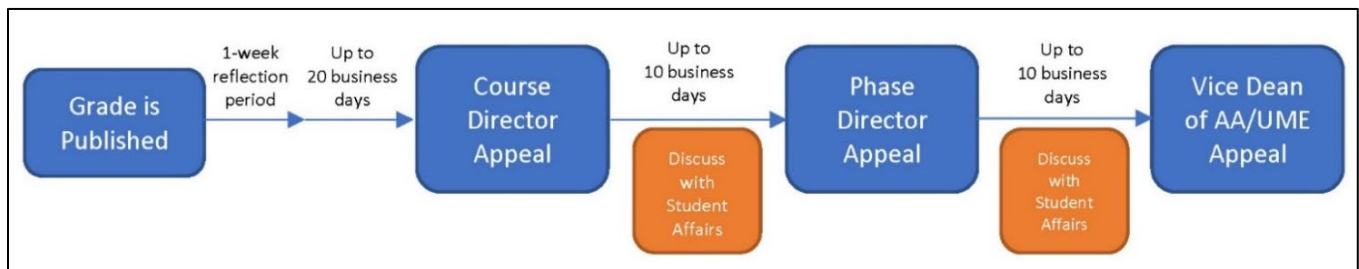 Grade is
Published
1-week
reflection
period
Up to
20 business
days
Course
Director
Appeal
Up to
10 business
days
Discuss
with
Student
Affairs
Phase
Director
Appeal
Up to
10 business
days
Discuss
with
Student
Affairs
Vice Dean
of AA/UME
Appeal